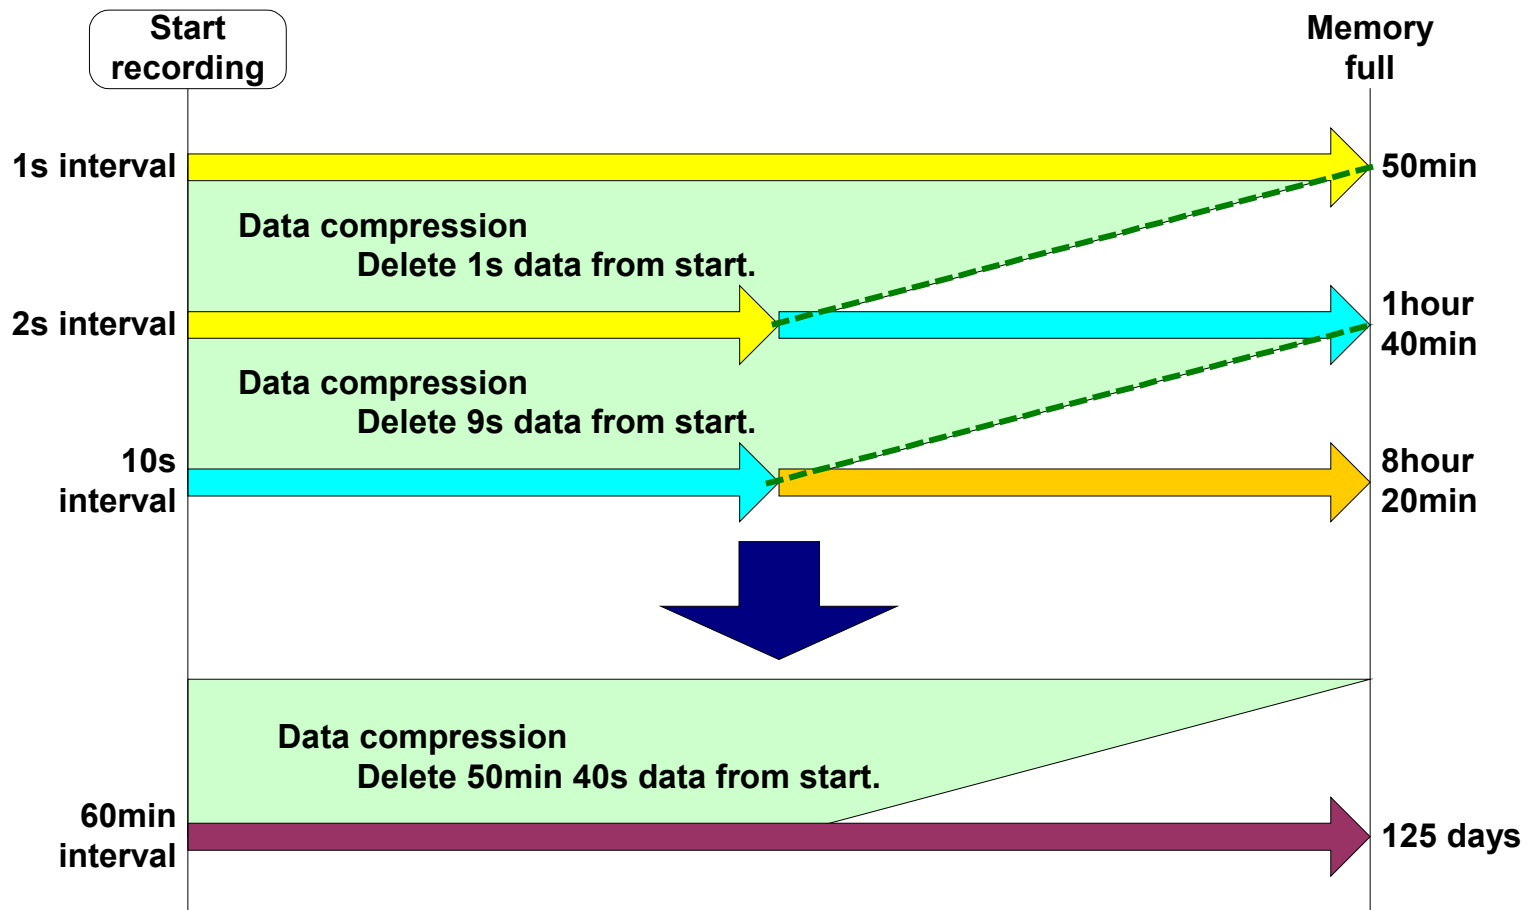 Start
recording
Memory
full
1s interval
50min
Data compression
Delete 1s data from start.
2s interval
1hour
40min
Data compression
Delete 9s data from start.
10s
interval
8hour
20min
Data compression
Delete 50min 40s data from start.
60min
interval
125 days